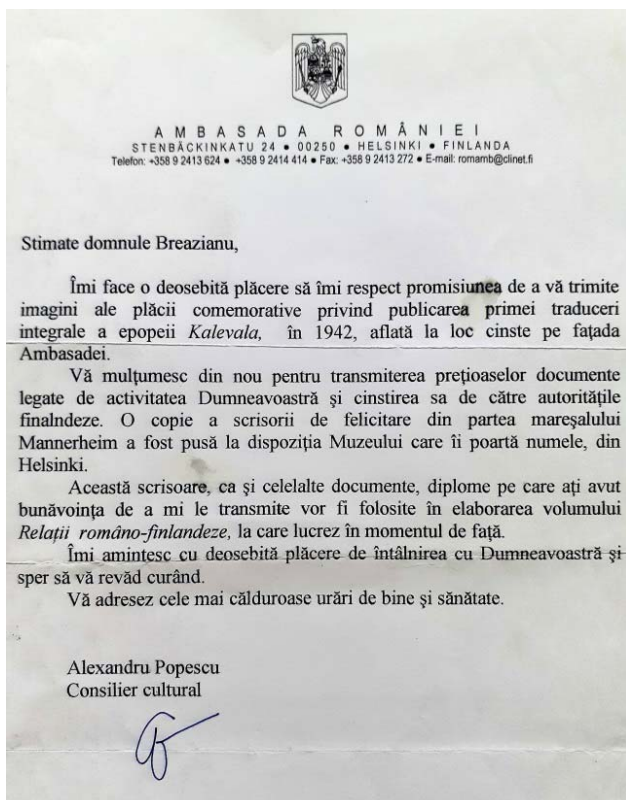 AMBASADA ROMÂNIEI
STENBÄCKINKATU 24 ● 00250 ● HELSINKI ● FINLANDA
Telefon: +358 9 2413 624 ● +358 9 2414 414 ● Fax: +358 9 2413 272 ● E-mail: romamb@clinet.fi
Stimate domnule Breazianu,
Îmi face o deosebită plăcere să îmi respect promisiunea de a vă trimite
imagini ale plăcii comemorative privind publicarea primei traduceri
integrale a epopeii Kalevala, în 1942, aflată la loc cinste pe faţada
Ambasadei.
Vă mulţumesc din nou pentru transmiterea preţioaselor documente
legate de activitatea Dumneavoastră şi cinstirea sa de către autorităţile
finalndeze. O copie a scrisorii de felicitare din partea mareşalului
Mannerheim a fost pusă la dispoziţia Muzeului care îi poartă numele, din
Helsinki.
Această scrisoare, ca şi celelalte documente, diplome pe care aţi avut
bunăvoinţa de a mi le transmite vor fi folosite în elaborarea volumului
Relaţii româno-finlandeze, la care lucrez în momentul de faţă.
Îmi amintesc cu deosebită plăcere de întâlnirea cu Dumneavoastră şi
sper să vă revăd curând.
Vă adresez cele mai călduroase urări de bine şi sănătate.
Alexandru Popescu
Consilier cultural